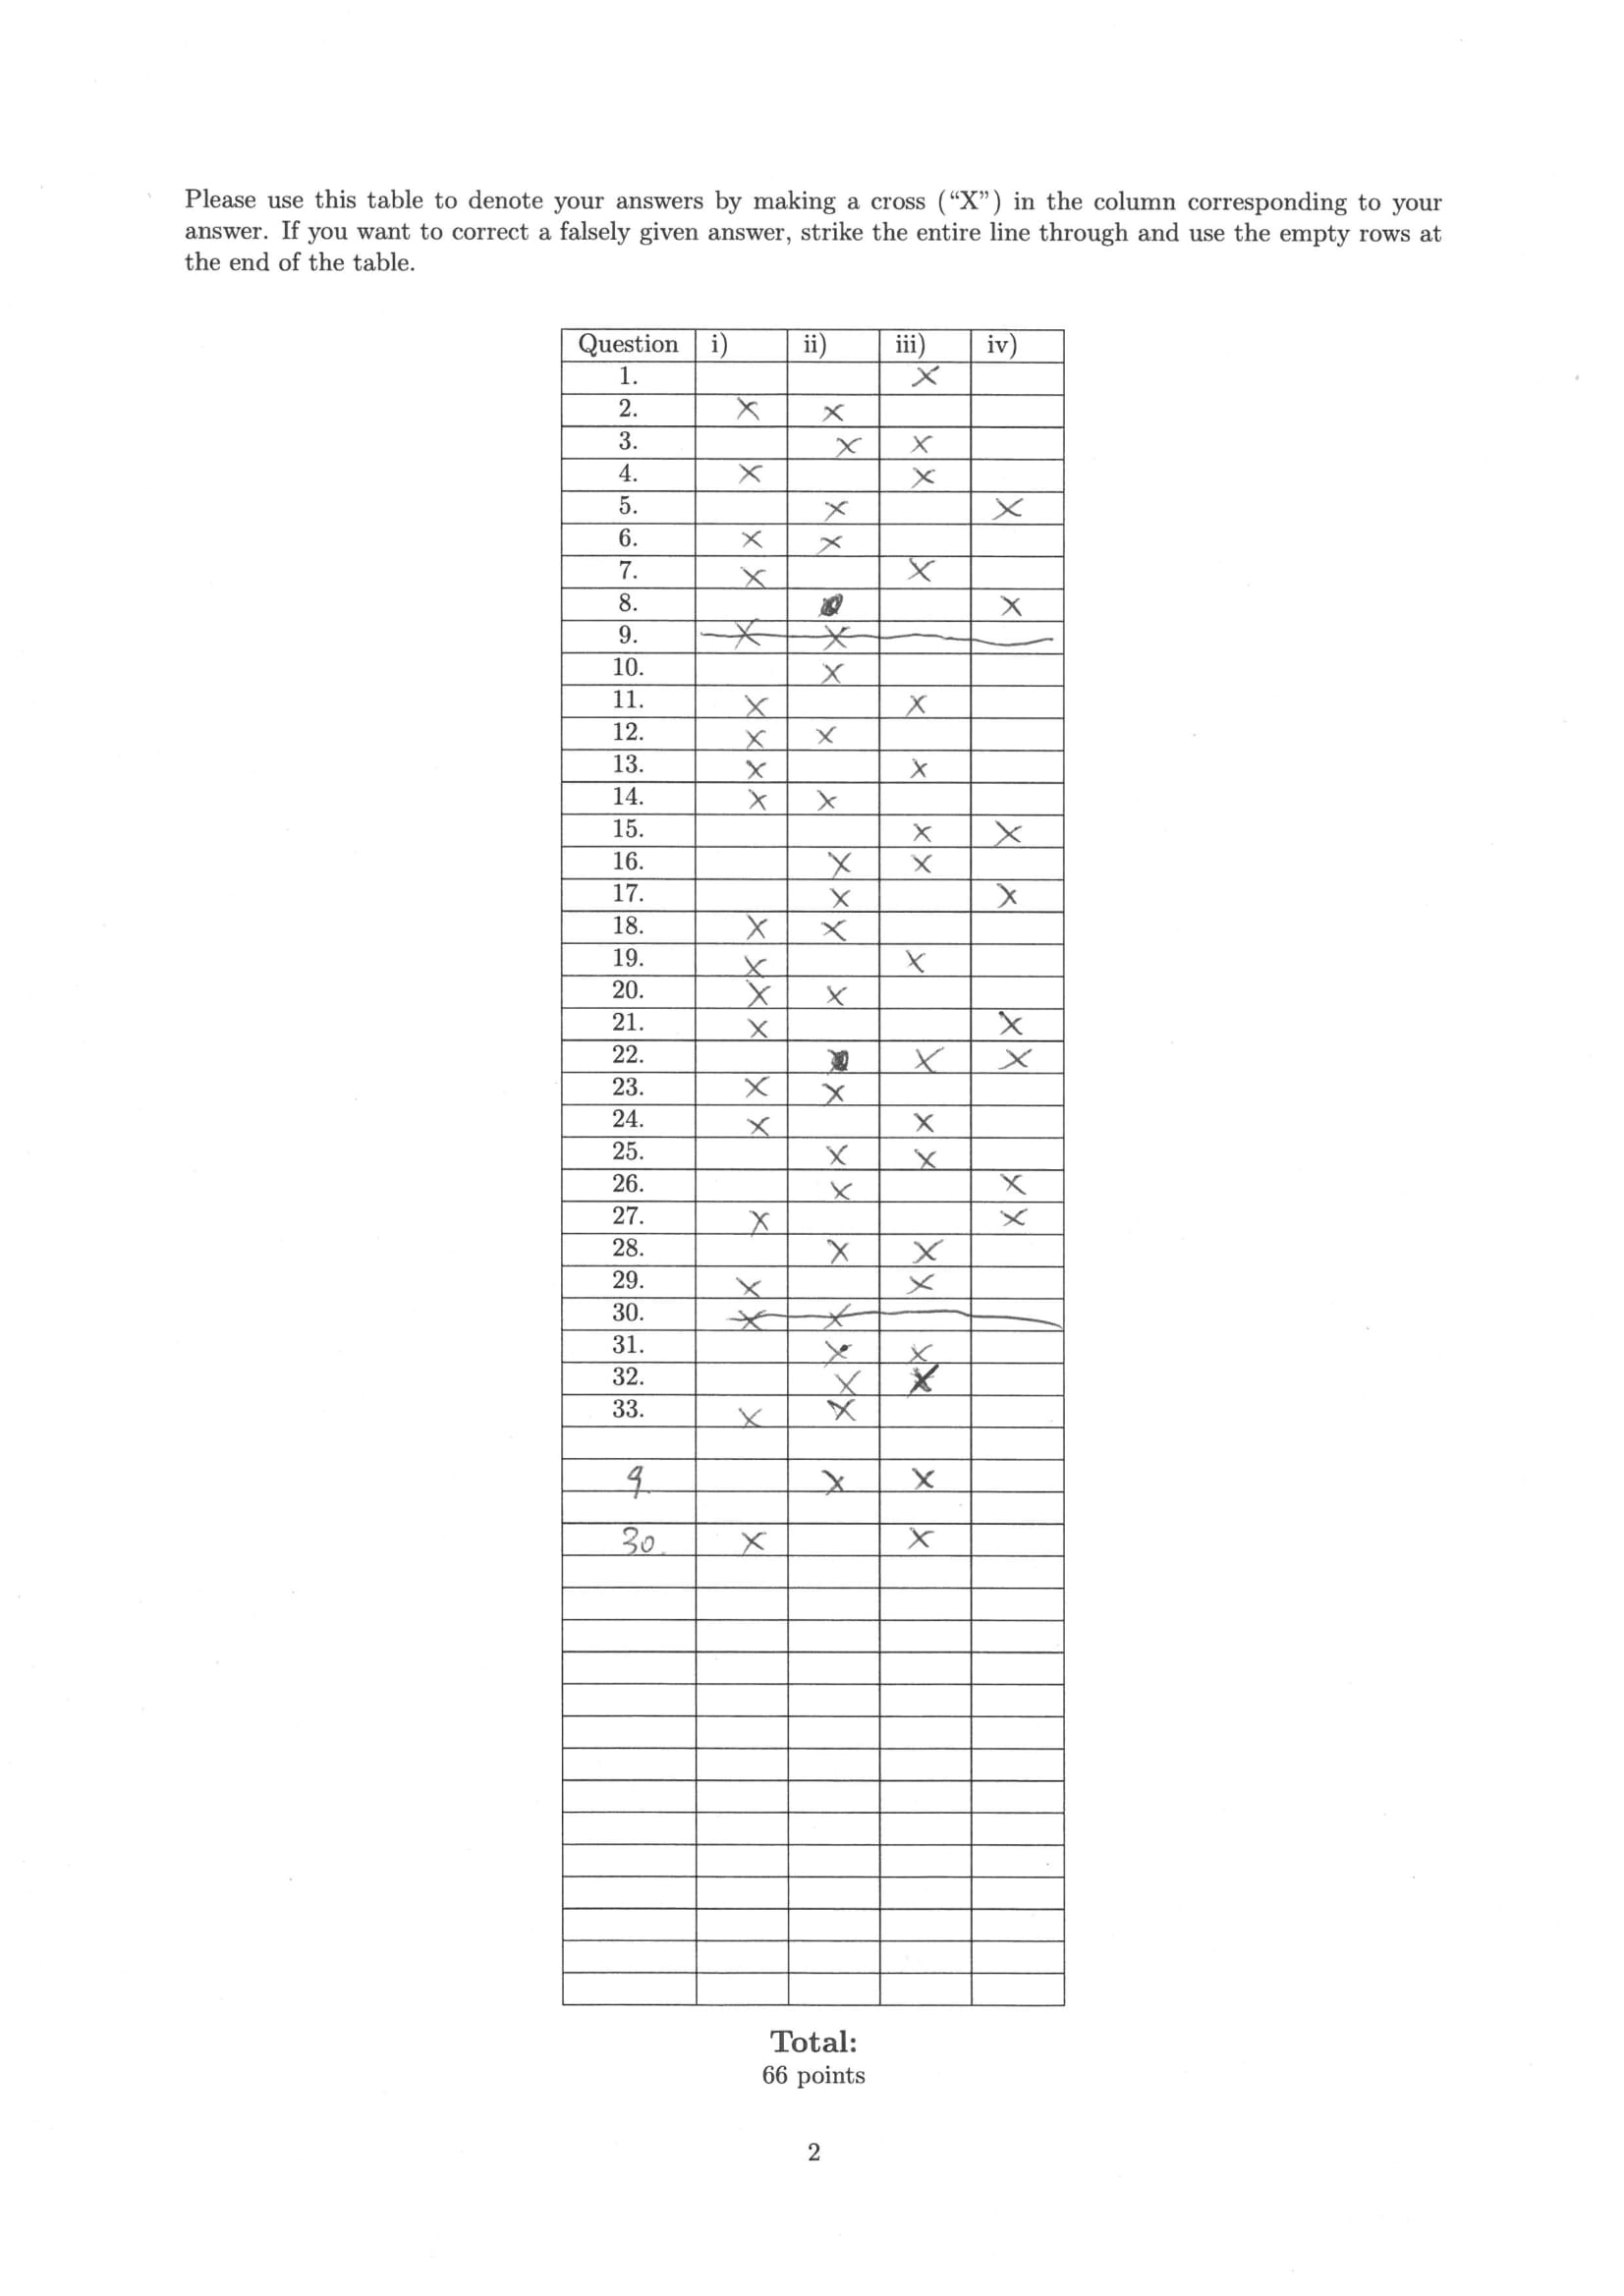 Please use this table to denote your answers by making a cross (“X”) in the column corresponding to your
answer. If you want to correct a falsely given answer, strike the entire line through and use the empty rows at
the end of the table.
Question i) ii) iii) iv)
1. X
2. X X
3. X X
4. X X
5. X X
6. X X
7. X X
8. X
9. X X
10. X
11. X X
12. X X
13. X X
14. X X
15. X X
16. X X
17. X X
18. X X
19. X X
20. X X
21. X X
22. X X
23. X X
24. X X
25. X X
26. X X
27. X X
28. X X
29. X X
30. X X
31. X X
32. X X
33. X X
9. X X
30. X X
Total:
66 points
2